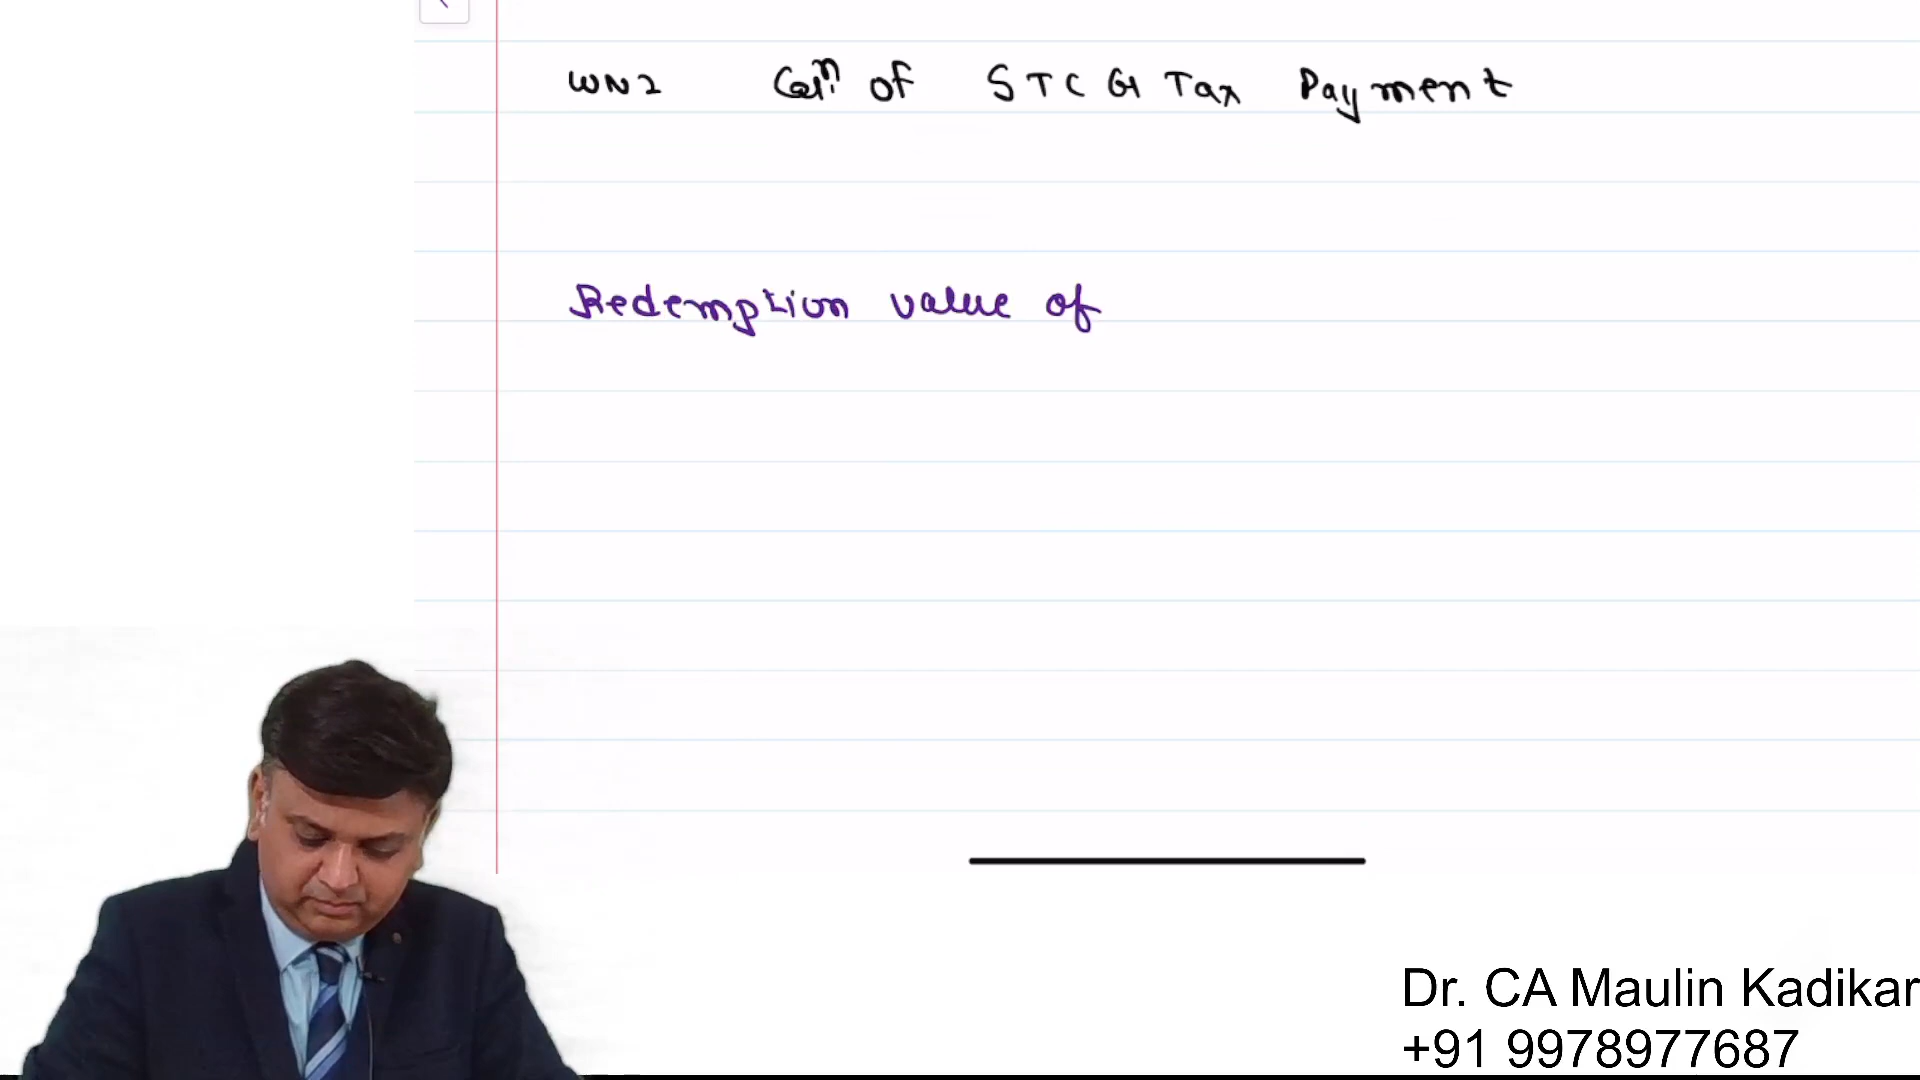 WN2 Caln of STCG Tax Payment
Redemption value of
Dr. CA Maulin Kadikar
+91 9978977687